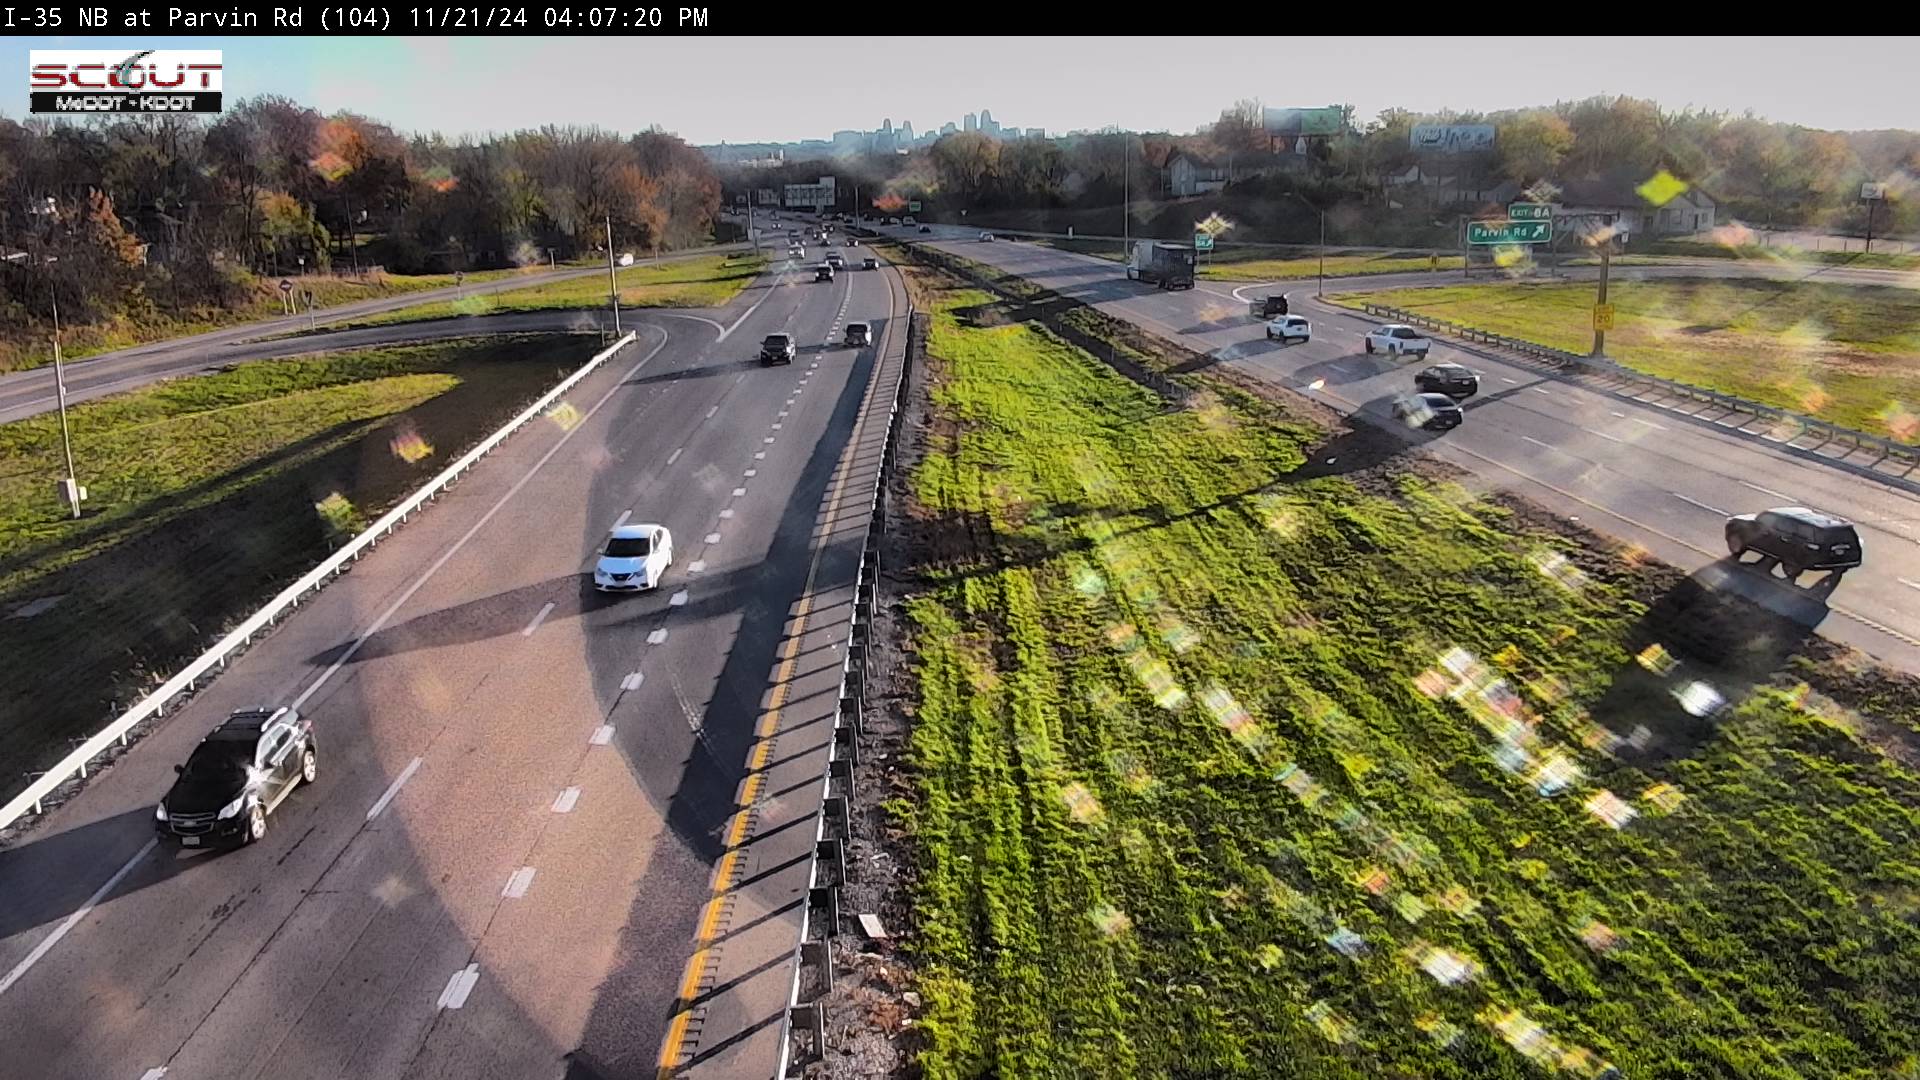 I-35 NB at Parvin Rd (104) 11/21/24 04:07:20 PM
SCOUT
MoDOT - KDOT
EXIT 8A
Parvin Rd
20